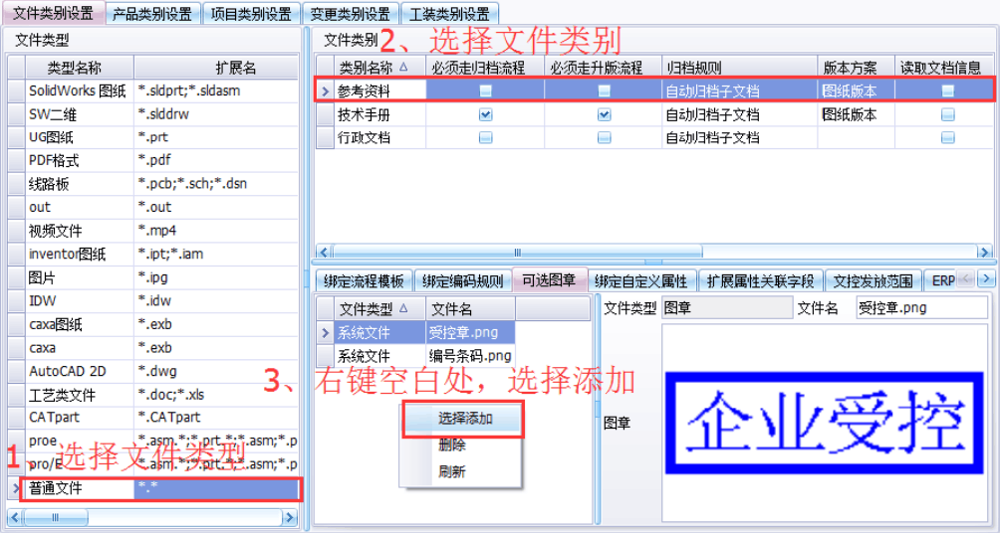 文件类别设置 产品类别设置 项目类别设置 变更类别设置 工装类别设置
文件类型
类型名称 扩展名
SolidWorks 图纸 *.sldprt;*.sldasm
SW二维 *.slddrw
UG图纸 *.prt
PDF格式 *.pdf
线路板 *.pcb;*.sch;*.dsn
out *.out
视频文件 *.mp4
inventor图纸 *.ipt;*.iam
图片 *.jpg
IDW *.idw
caxa图纸 *.exb
caxa *.exb
AutoCAD 2D *.dwg
工艺类文件 *.doc;*.xls
CATpart *.CATpart
proe *.asm.*;*.prt.*;*.asm;*.p
pro/E *.asm.*;*.prt.*;*.asm;*.p
1、选择文件类型
普通文件 *.*
文件类别
2、选择文件类别
类别名称 必须走归档流程 必须走升版流程 归档规则 版本方案 读取文档信息
参考资料 自动归档子文档 图纸版本
技术手册 自动归档子文档 图纸版本
行政文档 自动归档子文档
绑定流程模板 绑定编码规则 可选图章 绑定自定义属性 扩展属性关联字段 文控发放范围 ERP
文件类型 文件名
系统文件 受控章.png
系统文件 编号条码.png
3、右键空白处，选择添加
选择添加
删除
刷新
文件类型 图章 文件名 受控章.png
图章
企业受控